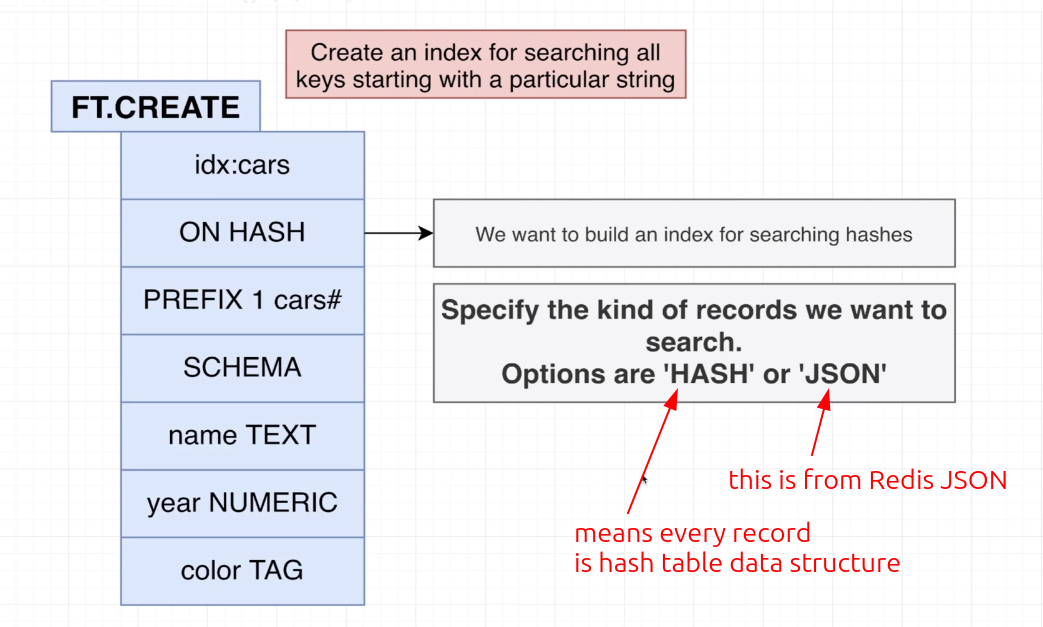 Create an index for searching all
keys starting with a particular string
FT.CREATE
idx:cars
ON HASH
We want to build an index for searching hashes
PREFIX 1 cars#
Specify the kind of records we want to
search.
Options are 'HASH' or 'JSON'
SCHEMA
name TEXT
this is from Redis JSON
year NUMERIC
means every record
is hash table data structure
color TAG